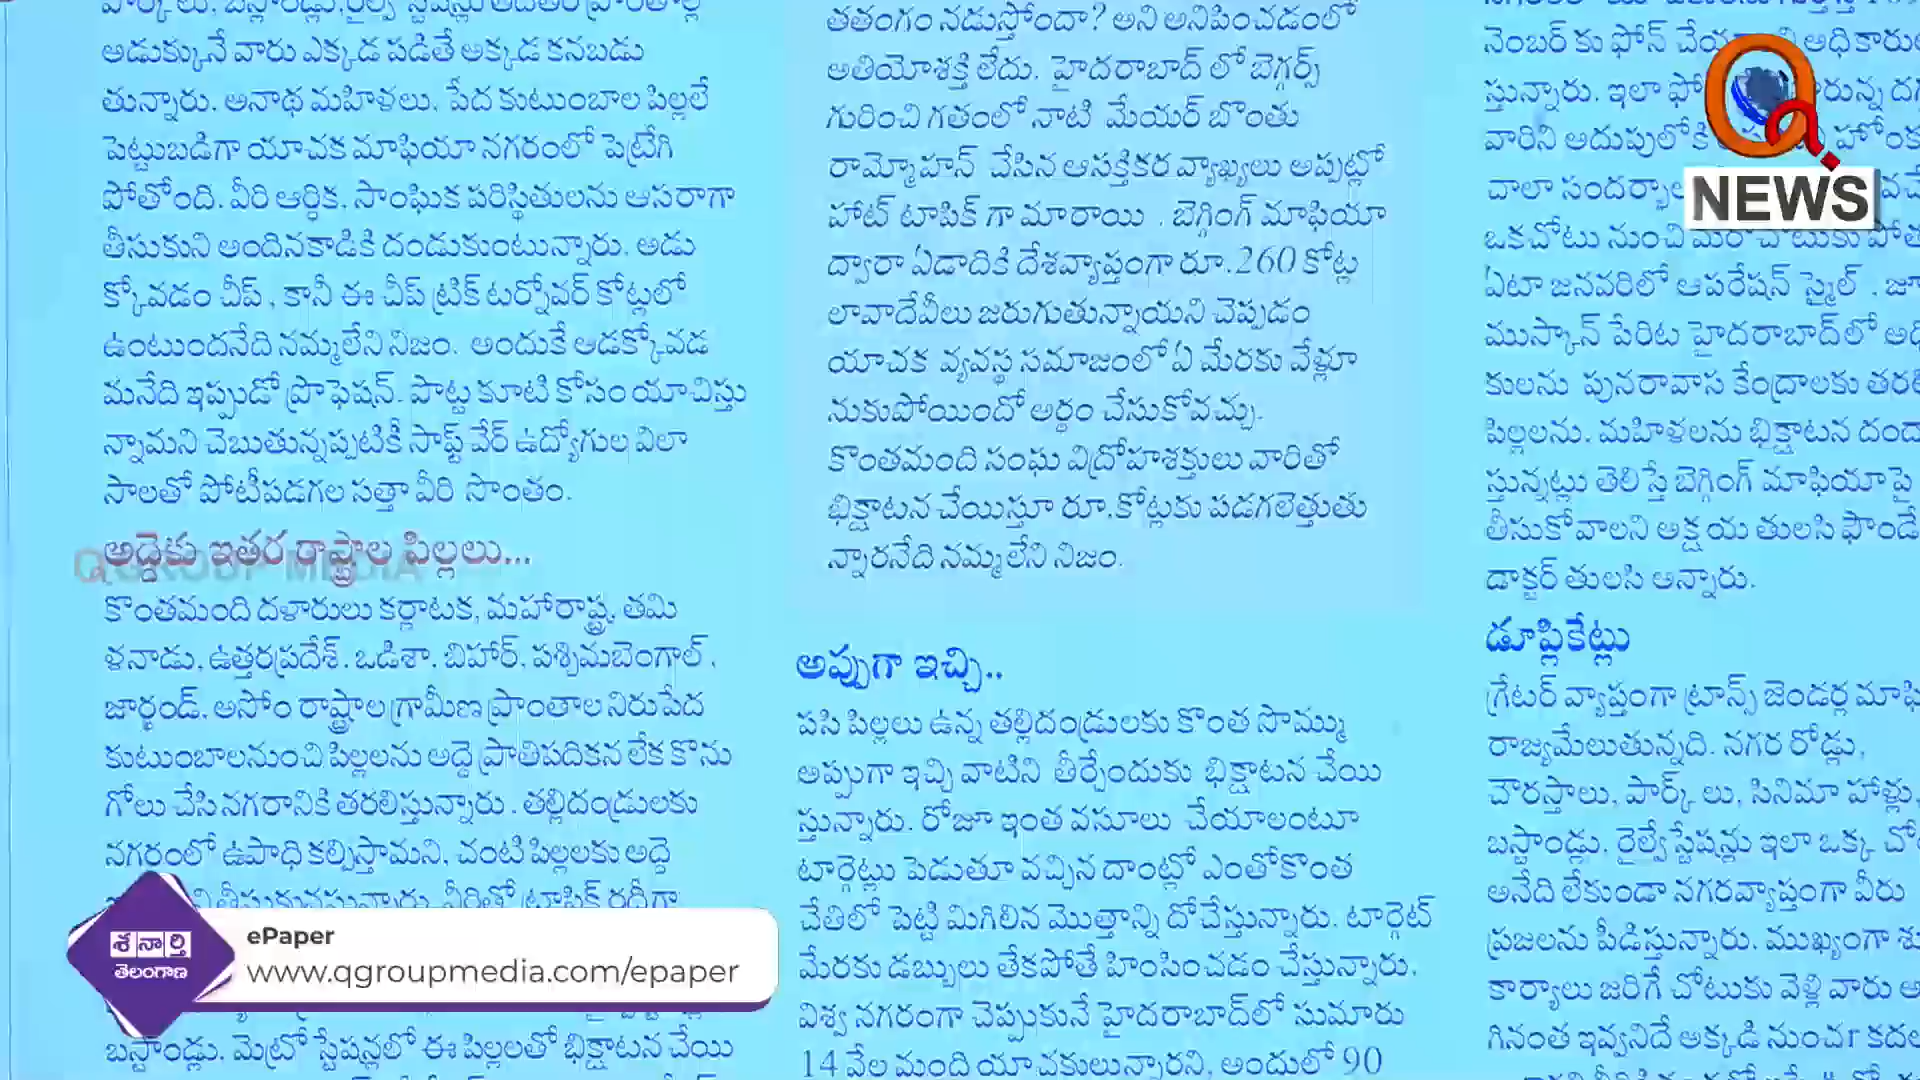 అడుక్కునే వారు ఎక్కడ పడితే అక్కడ కనబడు
తున్నారు. అనాథ మహిళలు, పేద కుటుంబాల పిల్లలే
పెట్టుబడిగా యాచక మాఫియా నగరంలో పెట్రేగి
పోతోంది. వీరి ఆర్థిక, సాంఘిక పరిస్థితులను ఆసరాగా
తీసుకుని అందినకాడికి దండుకుంటున్నారు. అడు
క్కోవడం చీప్, కానీ ఈ చీప్ ట్రిక్ టర్నోవర్ కోట్లలో
ఉంటుందనేది నమ్మలేని నిజం. అందుకే ఆడక్కోవడ
మనేది ఇప్పుడో ప్రొఫెషన్. పొట్ట కూటి కోసం యాచిస్తు
న్నామని చెబుతున్నప్పటికీ సాఫ్ట్ వేర్ ఉద్యోగుల విలా
సాలతో పోటీపడగల సత్తా వీరి సొంతం.
అద్దెకు ఇతర రాష్ట్రాల పిల్లలు...
QGROUP MEDIA
కొంతమంది దళారులు కర్ణాటక, మహారాష్ట్ర, తమి
ళనాడు, ఉత్తరప్రదేశ్, ఒడిశా, బిహార్, పశ్చిమబెంగాల్,
జార్ఖండ్, అసోం రాష్ట్రాల గ్రామీణ ప్రాంతాల నిరుపేద
కుటుంబాలనుంచి పిల్లలను అద్దె ప్రాతిపదికన లేక కొను
గోలు చేసి నగరానికి తరలిస్తున్నారు. తల్లిదండ్రులకు
నగరంలో ఉపాధి కల్పిస్తామని, చంటి పిల్లలకు అద్దె
బస్టాండ్లు, మెట్రో స్టేషన్లలో ఈ పిల్లలతో భిక్షాటన చేయి
తతంగం నడుస్తోందా? అని అనిపించడంలో
అతియోశక్తి లేదు. హైదరాబాద్ లో బెగ్గర్స్
గురించి గతంలో నాటి మేయర్ బొంతు
రామ్మోహన్ చేసిన ఆసక్తికర వ్యాఖ్యలు అప్పట్లో
హాట్ టాపిక్ గా మారాయి. బెగ్గింగ్ మాఫియా
ద్వారా ఏడాదికి దేశవ్యాప్తంగా రూ.260 కోట్ల
లావాదేవీలు జరుగుతున్నాయని చెప్పడం
యాచక వ్యవస్థ సమాజంలో ఏ మేరకు వేళ్లూ
నుకుపోయిందో అర్థం చేసుకోవచ్చు.
కొంతమంది సంఘ విద్రోహశక్తులు వారితో
భిక్షాటన చేయిస్తూ రూ.కోట్లకు పడగలెత్తుతు
న్నారనేది నమ్మలేని నిజం.
అప్పుగా ఇచ్చి..
పసి పిల్లలు ఉన్న తల్లిదండ్రులకు కొంత సొమ్ము
అప్పుగా ఇచ్చి వాటిని తీర్చేందుకు భిక్షాటన చేయి
స్తున్నారు. రోజూ ఇంత వసూలు చేయాలంటూ
టార్గెట్లు పెడుతూ వచ్చిన దాంట్లో ఎంతోకొంత
చేతిలో పెట్టి మిగిలిన మొత్తాన్ని దోచేస్తున్నారు. టార్గెట్
మేరకు డబ్బులు తేకపోతే హింసించడం చేస్తున్నారు.
విశ్వ నగరంగా చెప్పుకునే హైదరాబాద్‌లో సుమారు
14 వేల మంది యాచకులున్నారని, అందులో 90
నెంబర్ కు ఫోన్
స్తున్నారు. ఇలా
వారిని అదుపులోకి
చాలా
ఒకచోటు నుంచి
ఏటా జనవరిలో ఆపరేషన్ స్మైల్,
ముస్కాన్ పేరిట హైదరాబాద్‌లో
కులను పునరావాస కేంద్రాలకు
పిల్లలను, మహిళలను భిక్షాటన
స్తున్నట్లు తెలిస్తే బెగ్గింగ్ మాఫియాపై
తీసుకోవాలని అక్షయ తులసి
డాక్టర్ తులసి అన్నారు.
డూప్లికేట్లు
గ్రేటర్ వ్యాప్తంగా ట్రాన్స్ జెండర్ల
రాజ్యమేలుతున్నది. నగర రోడ్లు,
చౌరస్తాలు, పార్క్ లు, సినిమా హాళ్లు,
బస్టాండ్లు, రైల్వేస్టేషన్లు ఇలా ఒక్క
అనేది లేకుండా నగరవ్యాప్తంగా వీరు
ప్రజలను పీడిస్తున్నారు. ముఖ్యంగా
కార్యాలు జరిగే చోటుకు వెళ్లి వారు
గినంత ఇవ్వనిదే అక్కడి
Q
NEWS
శనార్తి
తెలంగాణ
ePaper
www.qgroupmedia.com/epaper